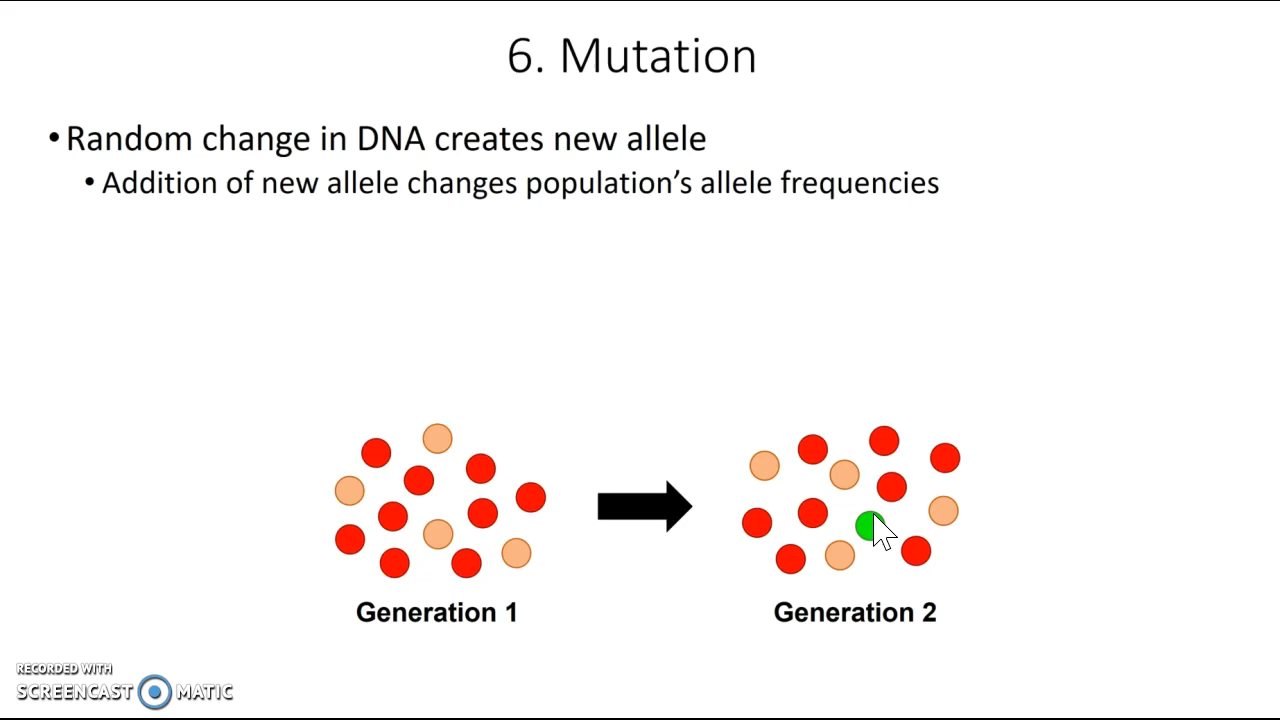 6. Mutation
•Random change in DNA creates new allele
•Addition of new allele changes population’s allele frequencies
Generation 1
Generation 2
RECORDED WITH
SCREENCAST MATIC